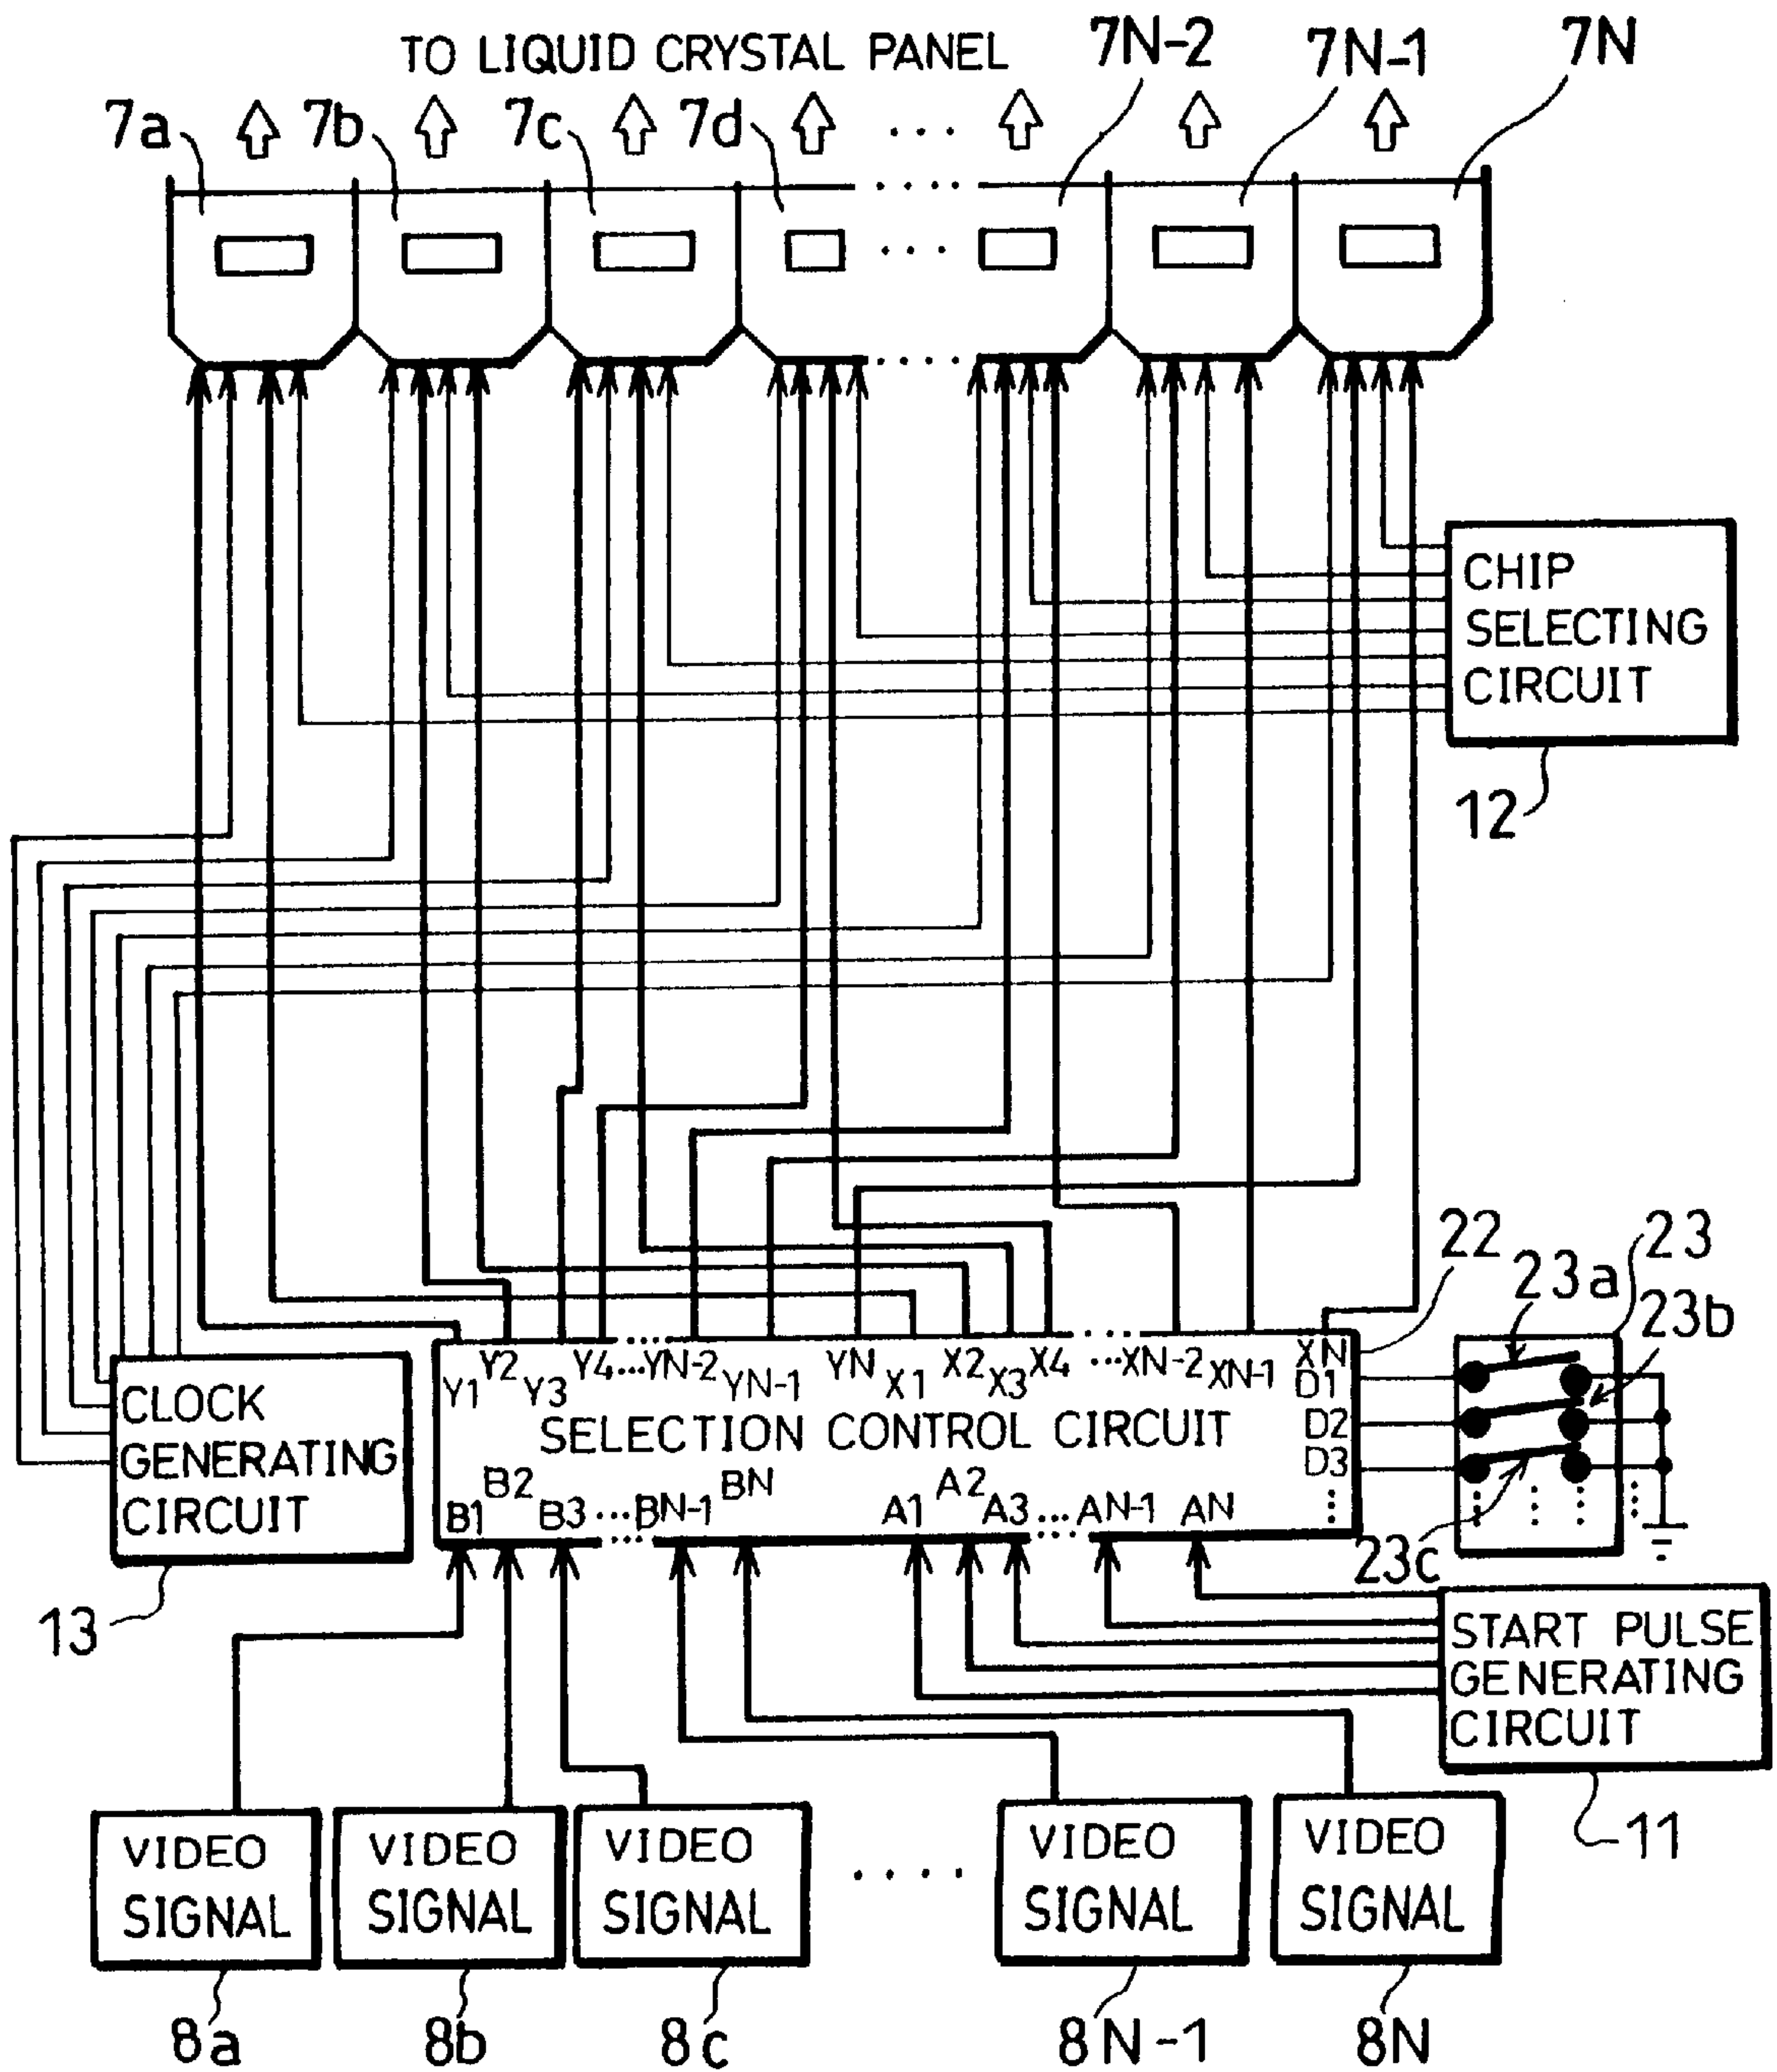 TO LIQUID CRYSTAL PANEL
7N-2
7N-1
7N
7a
7b
7c
7d
CHIP
SELECTING
CIRCUIT
12
22
23
23a
23b
23c
Y1 Y2 Y3 Y4...YN-2 YN-1 YN X1 X2 X3 X4 ...XN-2 XN-1 XN
D1
SELECTION CONTROL CIRCUIT
D2
D3
B1 B2 B3 ...BN-1 BN A1 A2 A3... AN-1 AN
CLOCK
GENERATING
CIRCUIT
13
START PULSE
GENERATING
CIRCUIT
11
VIDEO
SIGNAL
8a
VIDEO
SIGNAL
8b
VIDEO
SIGNAL
8c
VIDEO
SIGNAL
8N-1
VIDEO
SIGNAL
8N